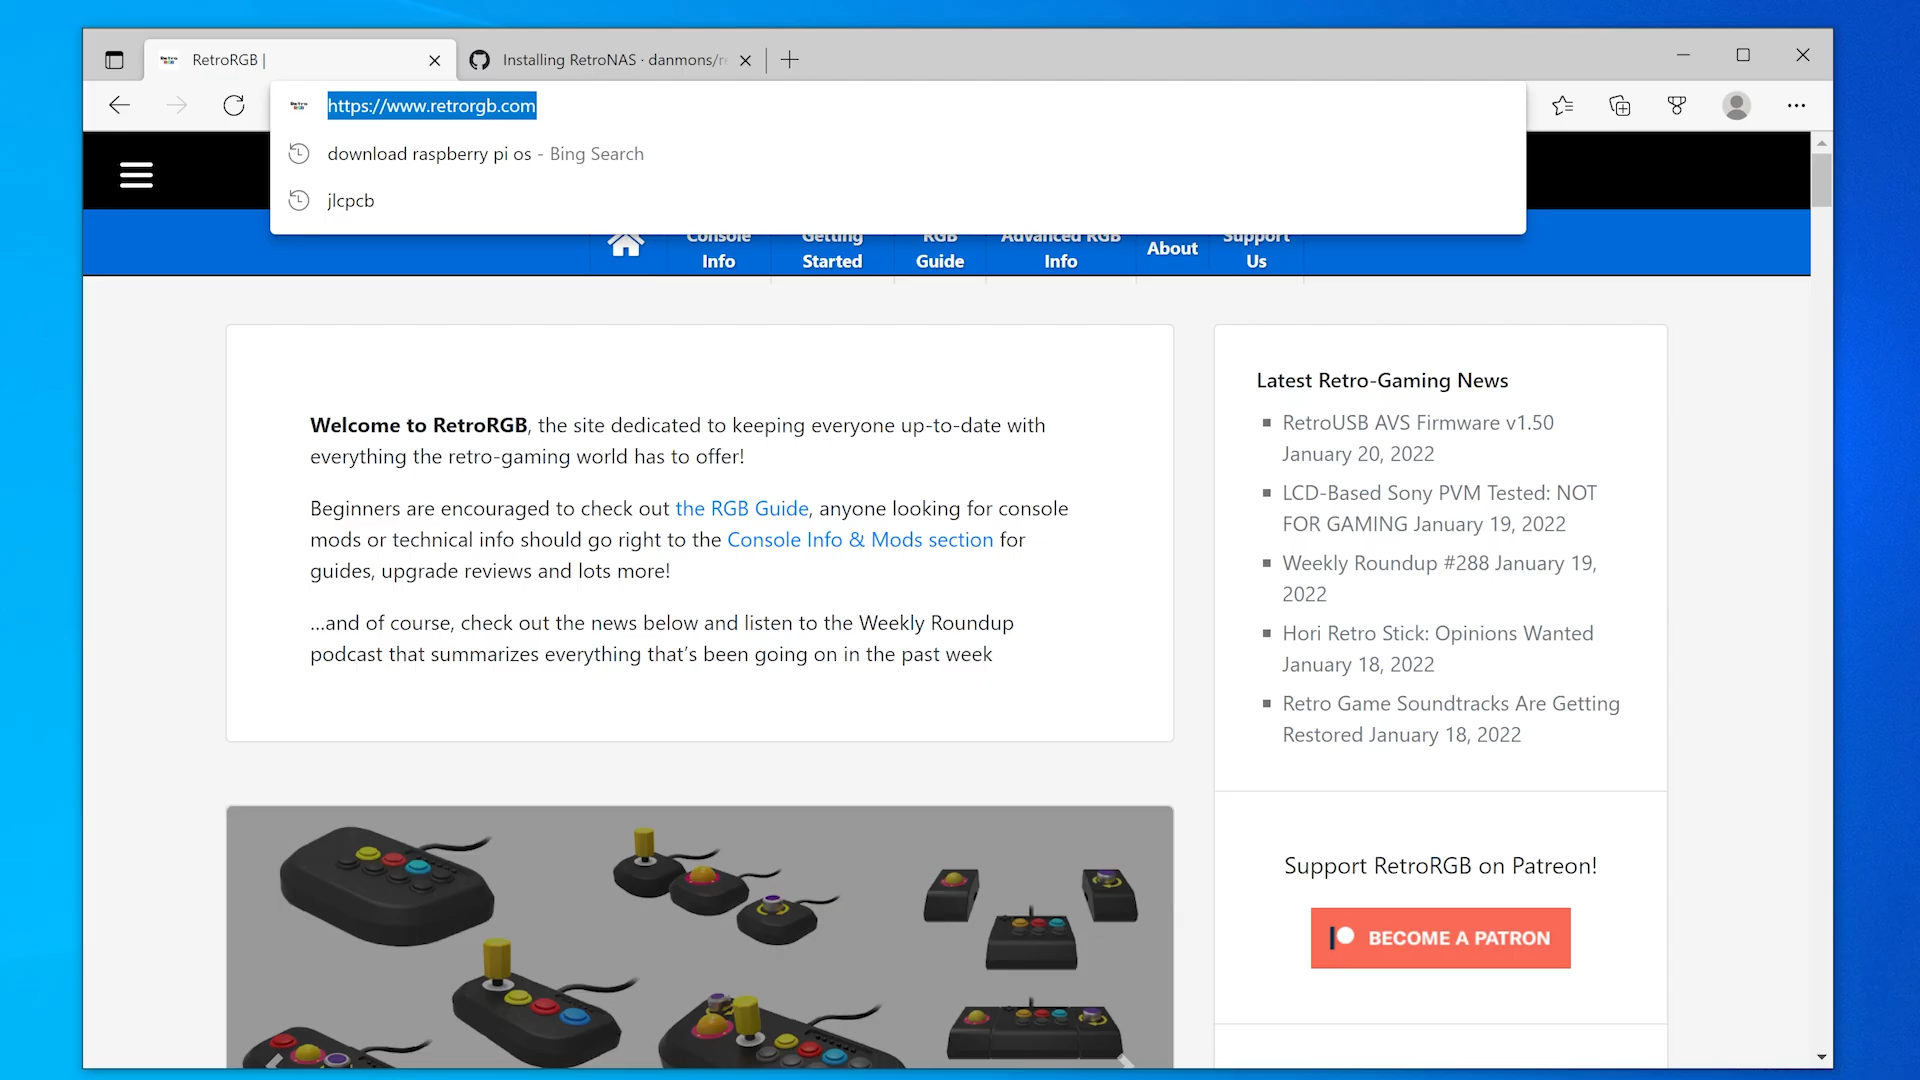 RetroRGB |
Installing RetroNAS · danmons/r
https://www.retrorgb.com
download raspberry pi os - Bing Search
jlcpcb
Console Info
Getting Started
RGB Guide
Advanced RGB Info
About
Support Us
Welcome to RetroRGB, the site dedicated to keeping everyone up-to-date with
everything the retro-gaming world has to offer!
Beginners are encouraged to check out the RGB Guide, anyone looking for console
mods or technical info should go right to the Console Info & Mods section for
guides, upgrade reviews and lots more!
...and of course, check out the news below and listen to the Weekly Roundup
podcast that summarizes everything that's been going on in the past week
Latest Retro-Gaming News
RetroUSB AVS Firmware v1.50
January 20, 2022
LCD-Based Sony PVM Tested: NOT
FOR GAMING January 19, 2022
Weekly Roundup #288 January 19,
2022
Hori Retro Stick: Opinions Wanted
January 18, 2022
Retro Game Soundtracks Are Getting
Restored January 18, 2022
Support RetroRGB on Patreon!
BECOME A PATRON